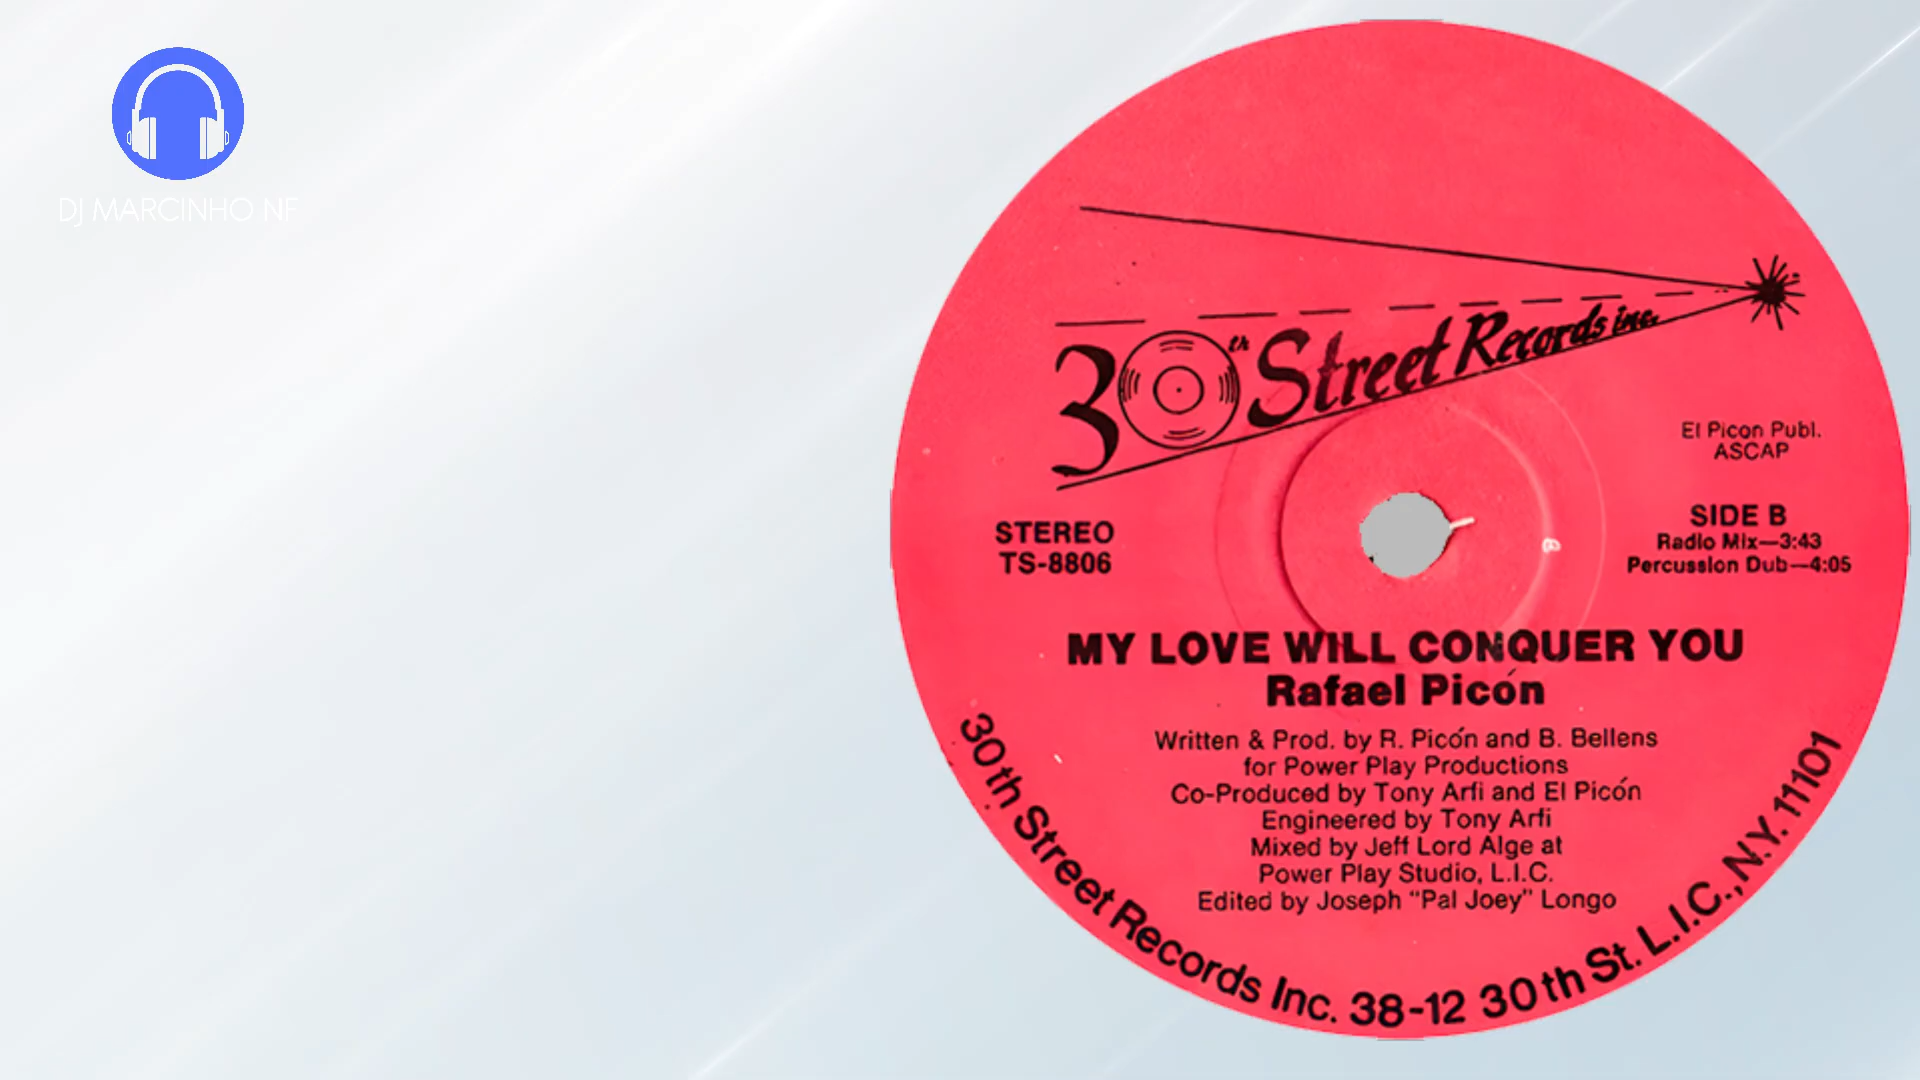 DJ MARCINHO NF
30th Street Records inc.
El Picon Publ.
ASCAP
STEREO
TS-8806
SIDE B
Radio Mix—3:43
Percussion Dub—4:05
MY LOVE WILL CONQUER YOU
Rafael Picón
Written & Prod. by R. Picón and B. Bellens
for Power Play Productions
Co-Produced by Tony Arfi and El Picón
Engineered by Tony Arfi
Mixed by Jeff Lord Alge at
Power Play Studio, L.I.C.
Edited by Joseph “Pal Joey” Longo
30th Street Records Inc. 38-12 30th St. L.I.C., N.Y. 11101